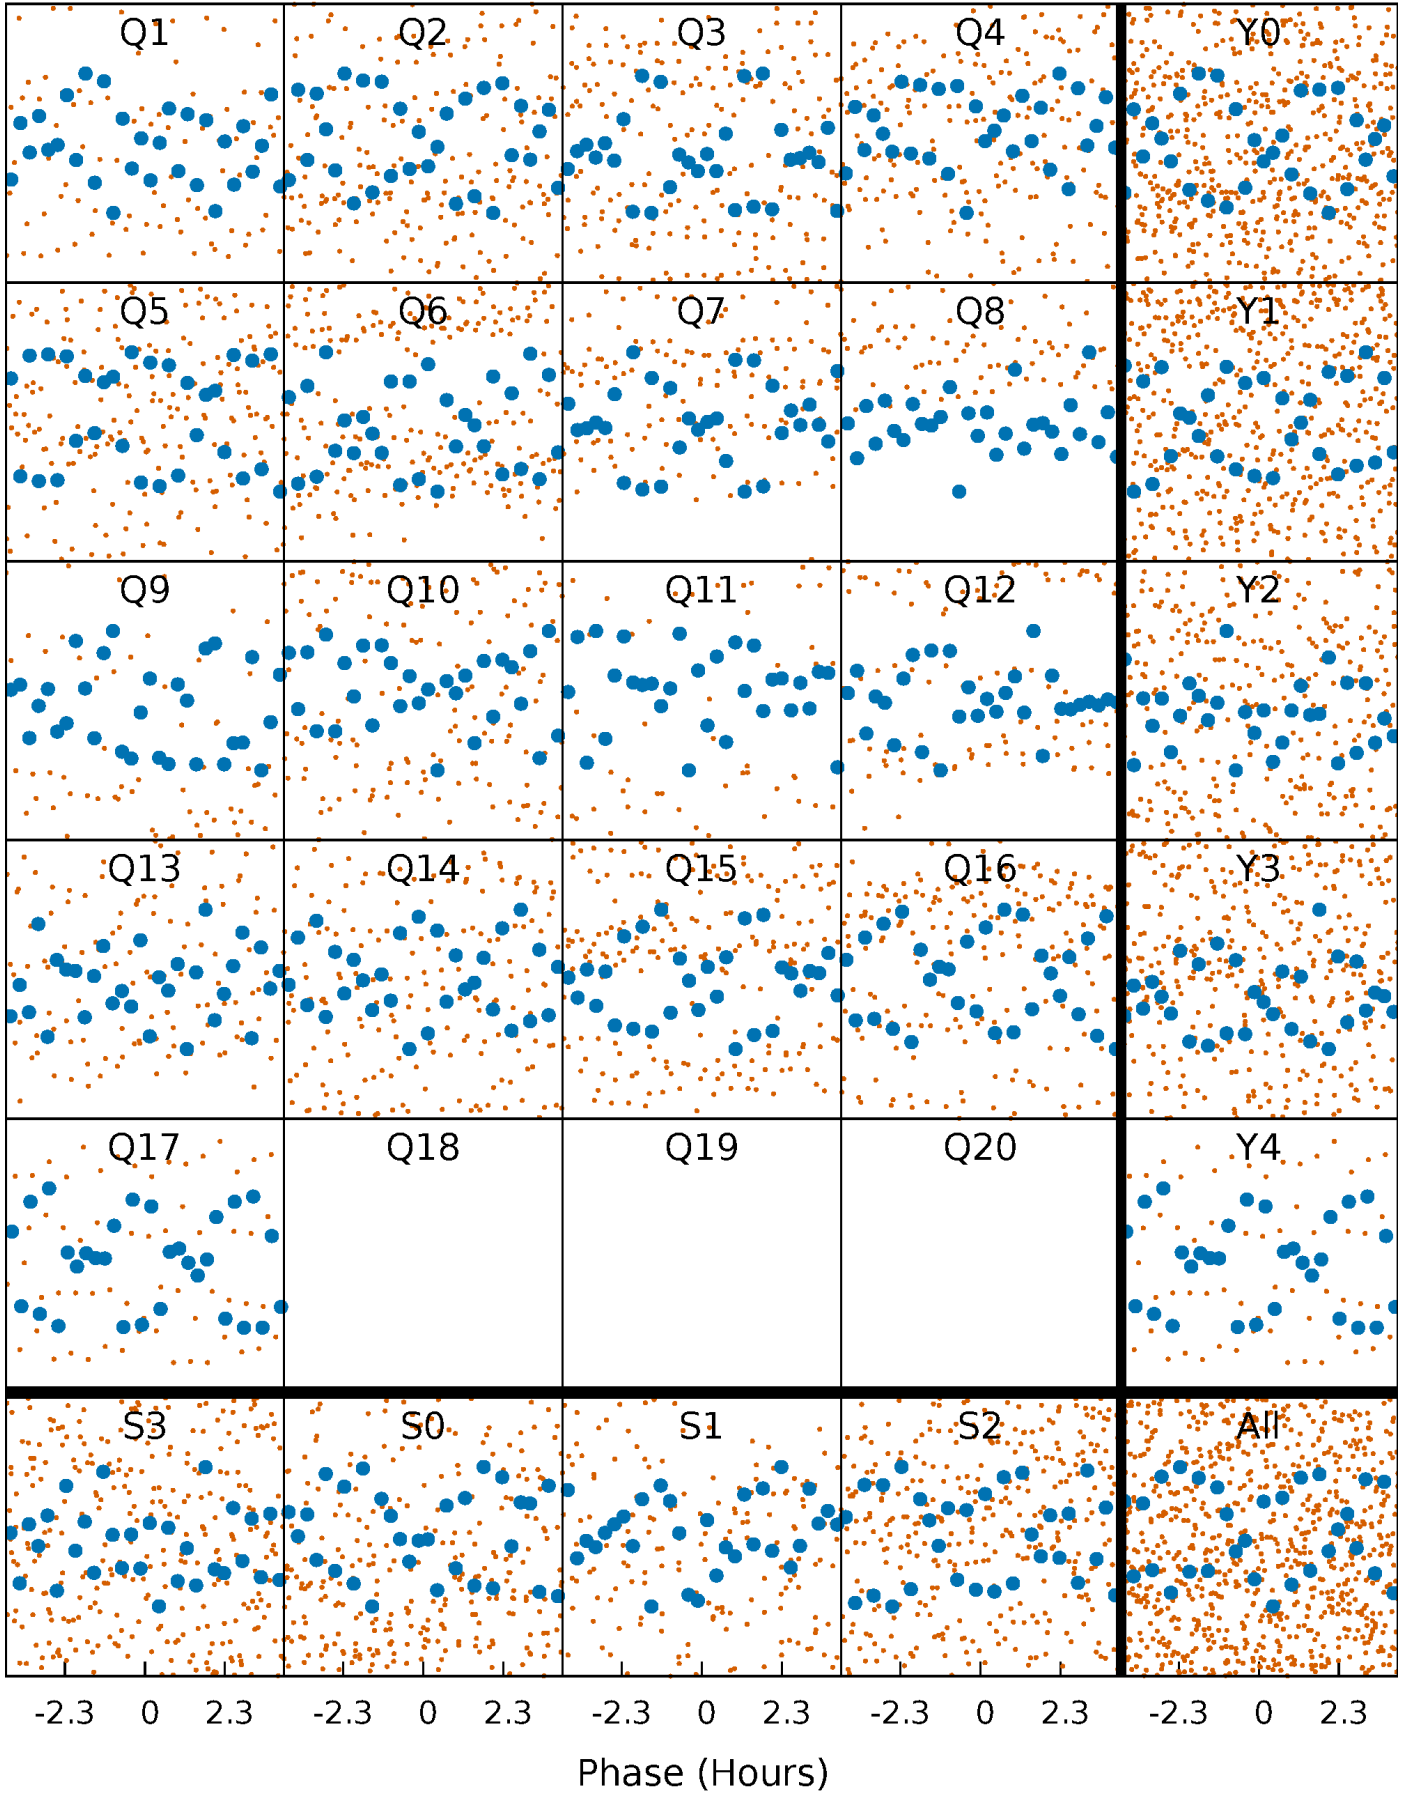 Q1 Q2 Q3 Q4 Y0
Q5 Q6 Q7 Q8 Y1
Q9 Q10 Q11 Q12 Y2
Q13 Q14 Q15 Q16 Y3
Q17 Q18 Q19 Q20 Y4
S3 S0 S1 S2 All
-2.3 0 2.3 -2.3 0 2.3 -2.3 0 2.3 -2.3 0 2.3 -2.3 0 2.3
Phase (Hours)